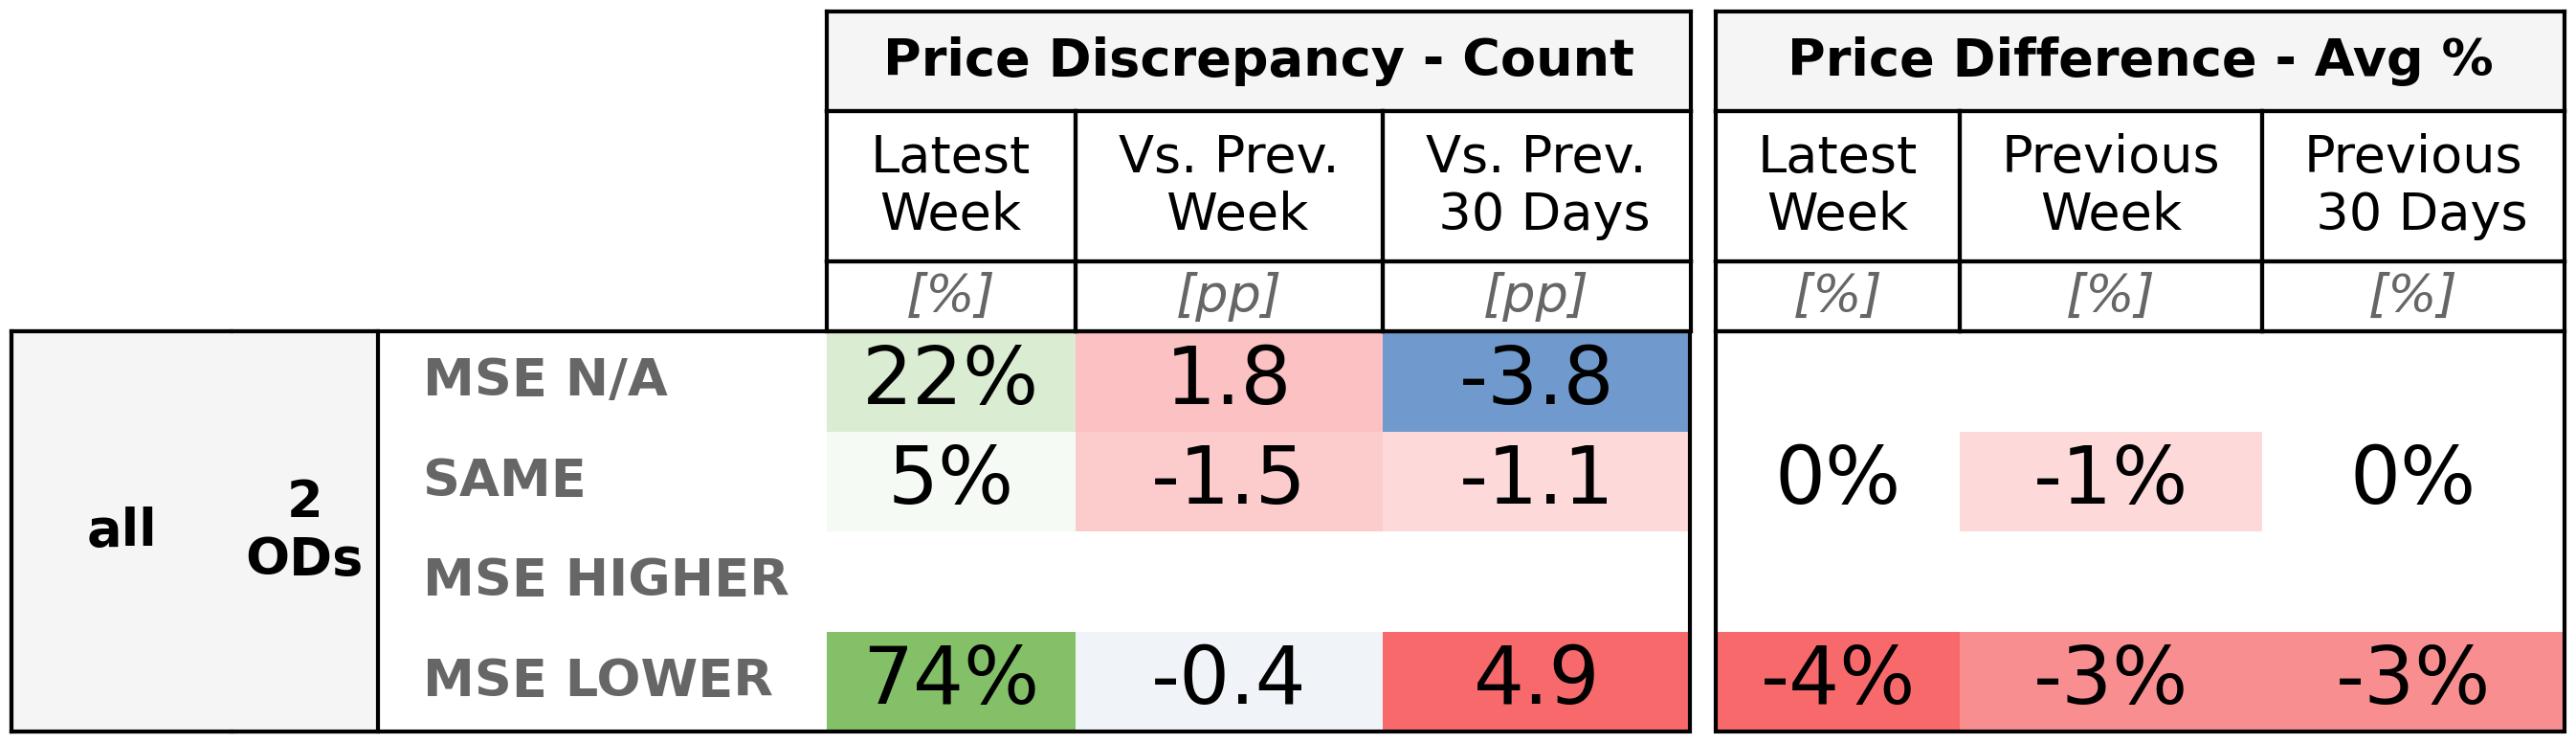 Price Discrepancy - Count
Price Difference - Avg %
Latest
Week
Vs. Prev.
Week
Vs. Prev.
30 Days
Latest
Week
Previous
Week
Previous
30 Days
[%]
[pp]
[pp]
[%]
[%]
[%]
all
2
ODs
MSE N/A
22%
1.8
-3.8
SAME
5%
-1.5
-1.1
0%
-1%
0%
MSE HIGHER
MSE LOWER
74%
-0.4
4.9
-4%
-3%
-3%